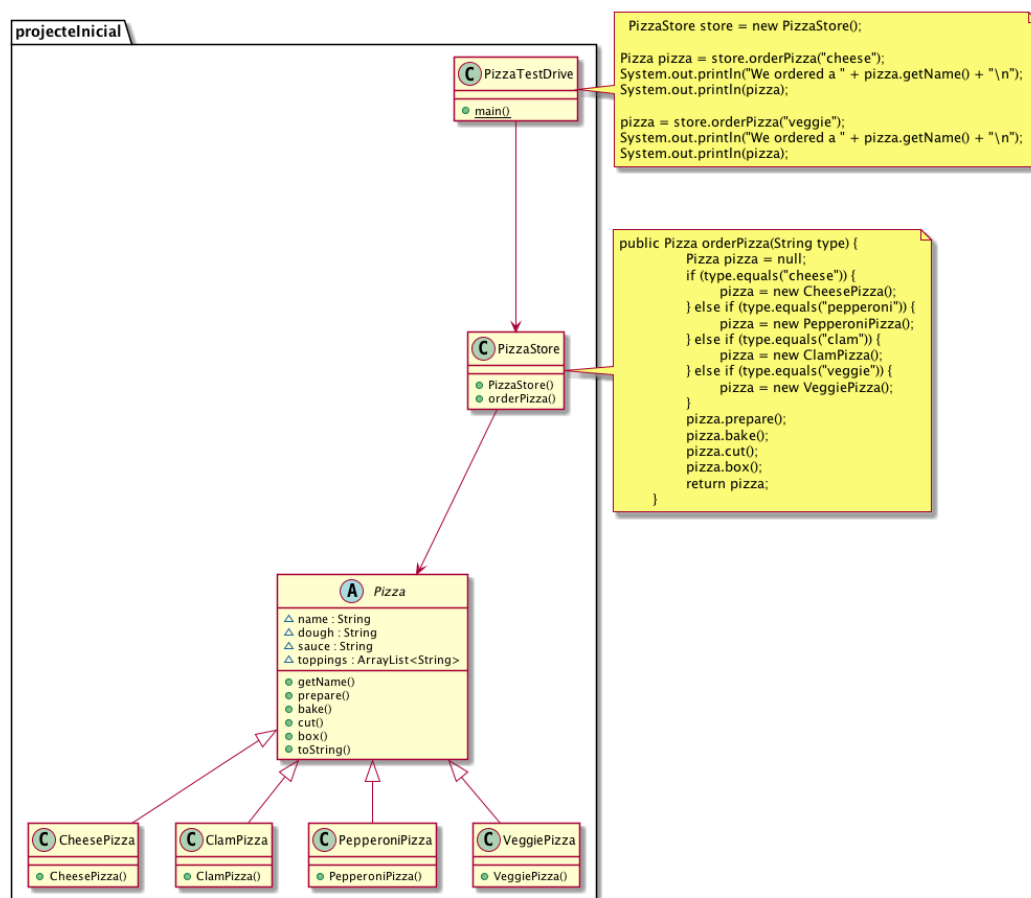 projecteInicial
C PizzaTestDrive
main()
PizzaStore store = new PizzaStore();
Pizza pizza = store.orderPizza("cheese");
System.out.println("We ordered a " + pizza.getName() + "\n");
System.out.println(pizza);
pizza = store.orderPizza("veggie");
System.out.println("We ordered a " + pizza.getName() + "\n");
System.out.println(pizza);
C PizzaStore
PizzaStore()
orderPizza()
public Pizza orderPizza(String type) {
Pizza pizza = null;
if (type.equals("cheese")) {
pizza = new CheesePizza();
} else if (type.equals("pepperoni")) {
pizza = new PepperoniPizza();
} else if (type.equals("clam")) {
pizza = new ClamPizza();
} else if (type.equals("veggie")) {
pizza = new VeggiePizza();
}
pizza.prepare();
pizza.bake();
pizza.cut();
pizza.box();
return pizza;
}
A Pizza
name : String
dough : String
sauce : String
toppings : ArrayList<String>
getName()
prepare()
bake()
cut()
box()
toString()
C CheesePizza
CheesePizza()
C ClamPizza
ClamPizza()
C PepperoniPizza
PepperoniPizza()
C VeggiePizza
VeggiePizza()